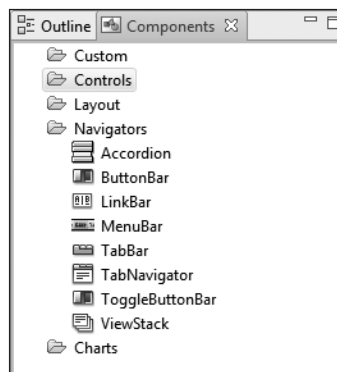 Outline Components
Custom
Controls
Layout
Navigators
Accordion
ButtonBar
LinkBar
MenuBar
TabBar
TabNavigator
ToggleButtonBar
ViewStack
Charts